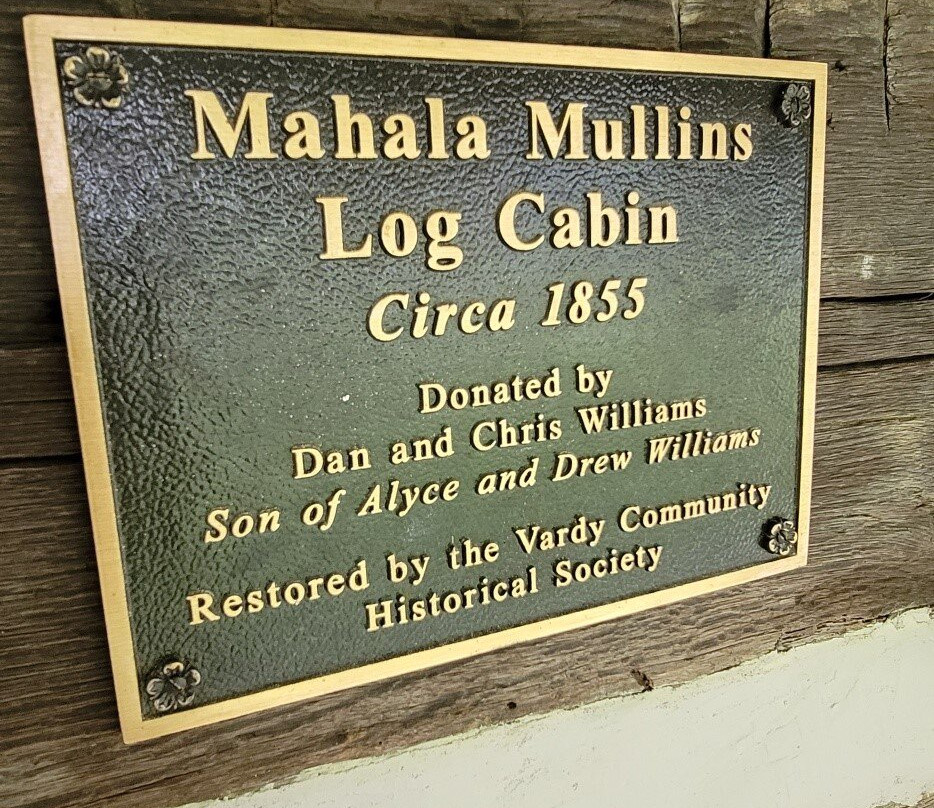 Mahala Mullins
Log Cabin
Circa 1855
Donated by
Dan and Chris Williams
Son of Alyce and Drew Williams
Restored by the Vardy Community
Historical Society